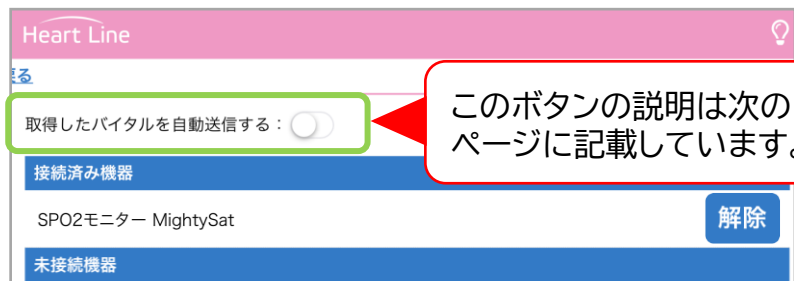 Heart Line
戻る
取得したバイタルを自動送信する：
このボタンの説明は次の
ページに記載しています。
接続済み機器
SPO2モニター MightySat
解除
未接続機器